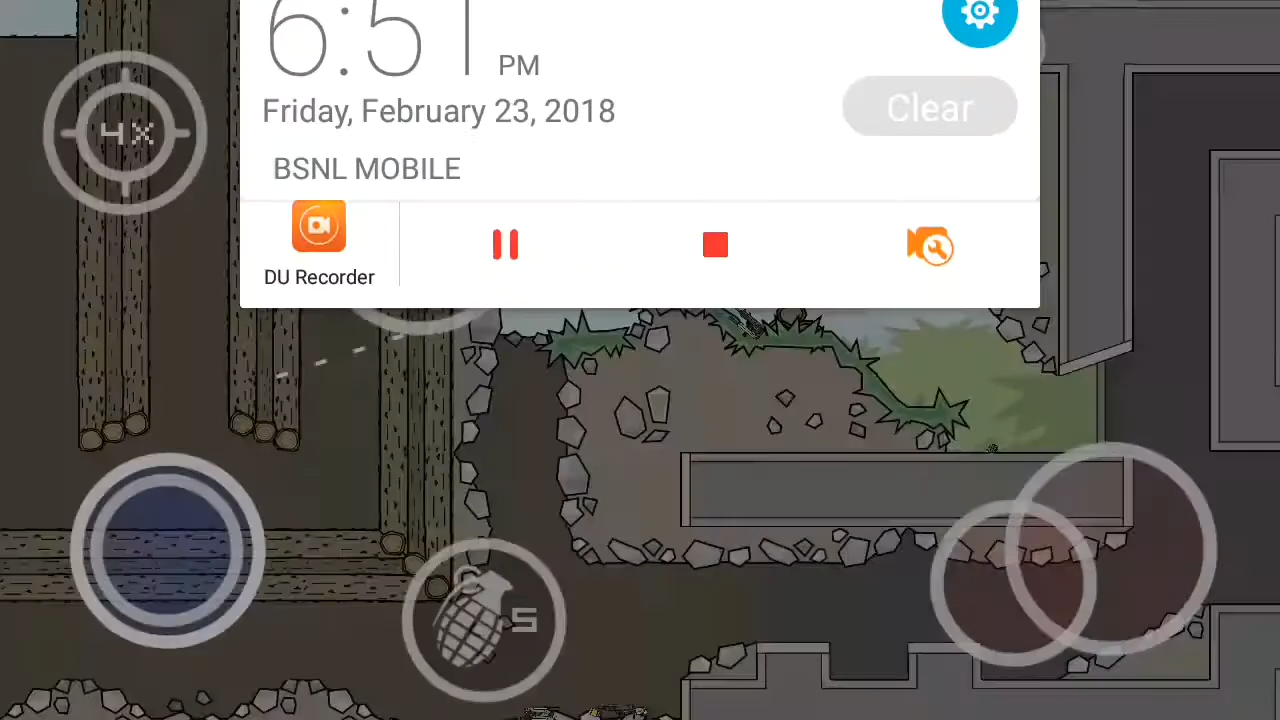 6:51 PM
Friday, February 23, 2018
Clear
BSNL MOBILE
DU Recorder
4X
5